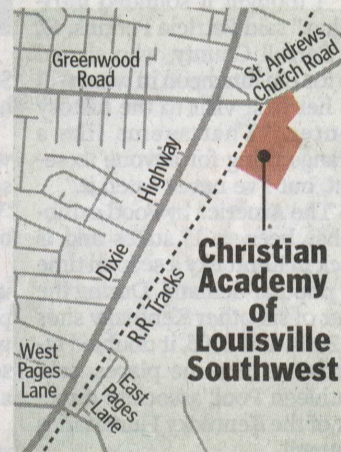 Greenwood
Road
St. Andrews
Church Road
Dixie Highway
R.R. Tracks
Christian
Academy
of
Louisville
Southwest
West
Pages
Lane
East
Pages
Lane